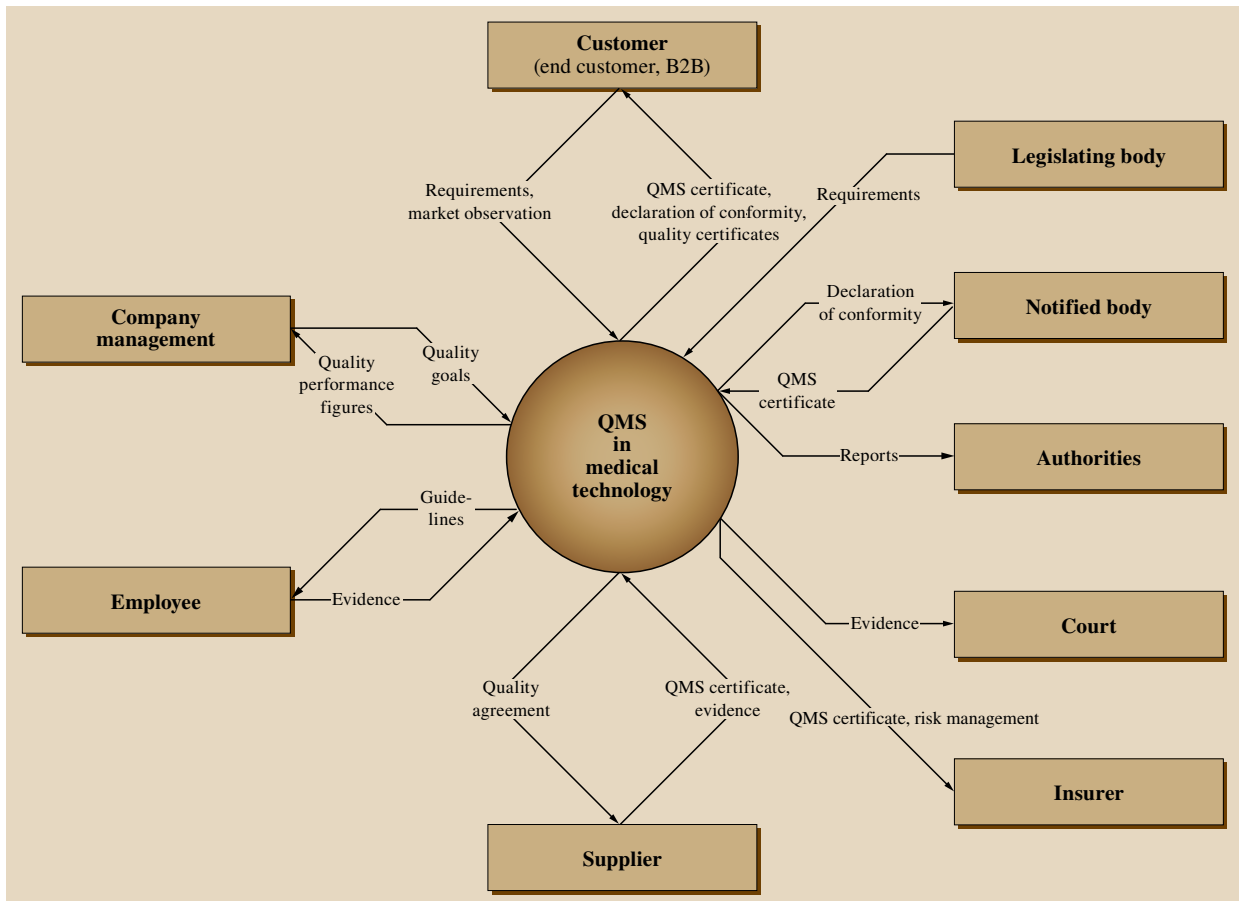 Customer
(end customer, B2B)
Legislating body
Requirements,
market observation
QMS certificate,
declaration of conformity,
quality certificates
Requirements
Notified body
Declaration
of conformity
Company
management
Quality
goals
Quality
performance
figures
QMS
certificate
QMS
in
medical
technology
Authorities
Reports
Guide-
lines
Employee
Evidence
Court
Evidence
Quality
agreement
QMS certificate,
evidence
QMS certificate, risk management
Insurer
Supplier